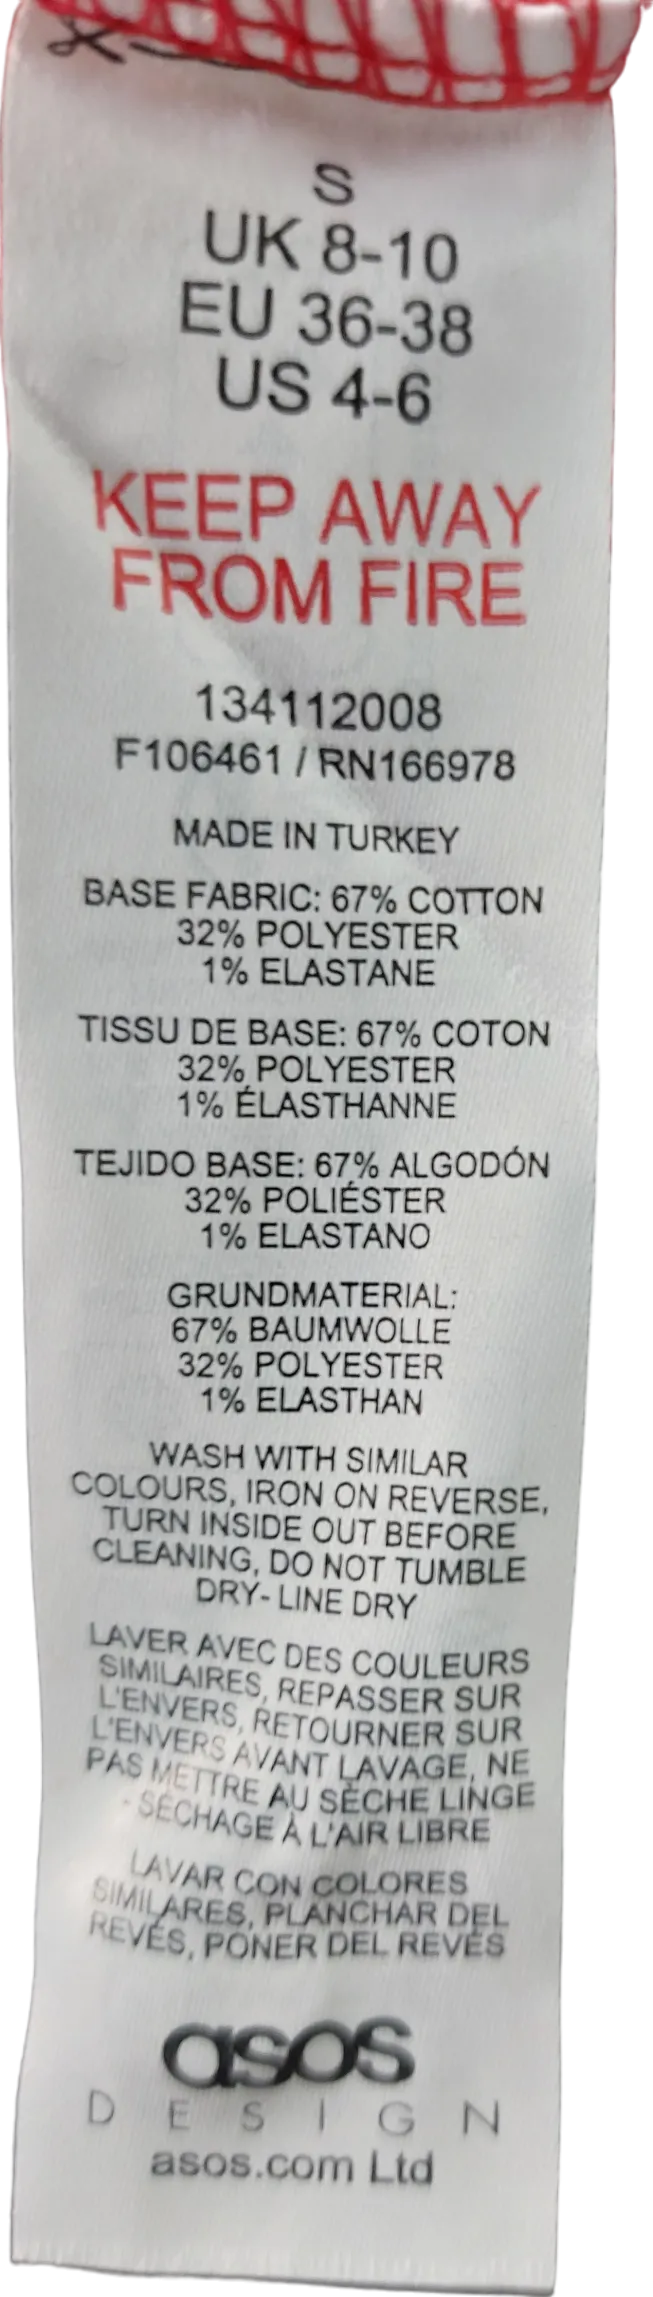 S
UK 8-10
EU 36-38
US 4-6
KEEP AWAY
FROM FIRE
134112008
F106461 / RN166978
MADE IN TURKEY
BASE FABRIC: 67% COTTON
32% POLYESTER
1% ELASTANE
TISSU DE BASE: 67% COTON
32% POLYESTER
1% ÉLASTHANNE
TEJIDO BASE: 67% ALGODÓN
32% POLIÉSTER
1% ELASTANO
GRUNDMATERIAL:
67% BAUMWOLLE
32% POLYESTER
1% ELASTHAN
WASH WITH SIMILAR
COLOURS, IRON ON REVERSE,
TURN INSIDE OUT BEFORE
CLEANING, DO NOT TUMBLE
DRY- LINE DRY
LAVER AVEC DES COULEURS
SIMILAIRES, REPASSER SUR
L'ENVERS, RETOURNER SUR
L'ENVERS AVANT LAVAGE, NE
PAS METTRE AU SÈCHE LINGE
- SÉCHAGE À L'AIR LIBRE
LAVAR CON COLORES
SIMILARES, PLANCHAR DEL
REVÉS, PONER DEL REVÉS
asos
DESIGN
asos.com Ltd